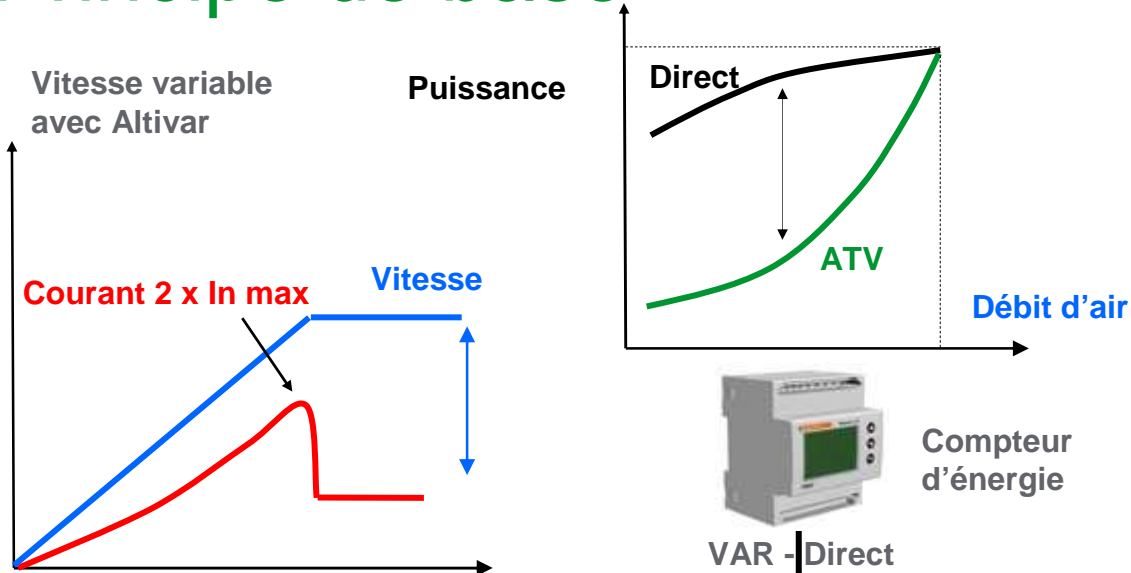 Vitesse variable
avec Altivar
Puissance
Direct
ATV
Débit d'air
Courant 2 x In max
Vitesse
Compteur
d'énergie
VAR - Direct